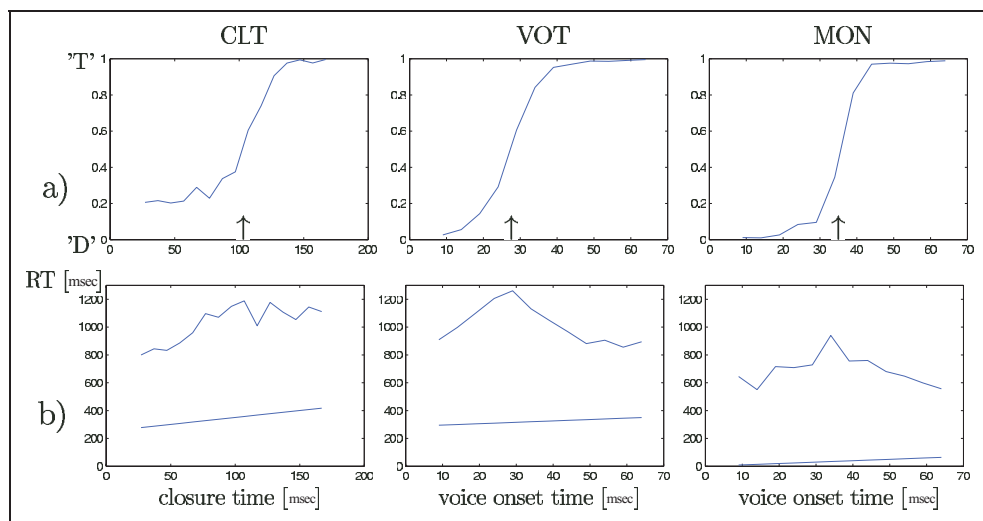 CLT VOT MON
'T' 1 1 1
0.8 0.8 0.8
0.6 0.6 0.6
0.4 0.4 0.4
a)
0.2 0.2 0.2
'D' 0 0 0
0 50 100 150 200 0 10 20 30 40 50 60 70 0 10 20 30 40 50 60 70
RT [msec]
1200 1200 1200
1000 1000 1000
800 800 800
600 600 600
b) 400 400 400
200 200 200
0 0 0
0 50 100 150 200 0 10 20 30 40 50 60 70 0 10 20 30 40 50 60 70
closure time [msec] voice onset time [msec] voice onset time [msec]